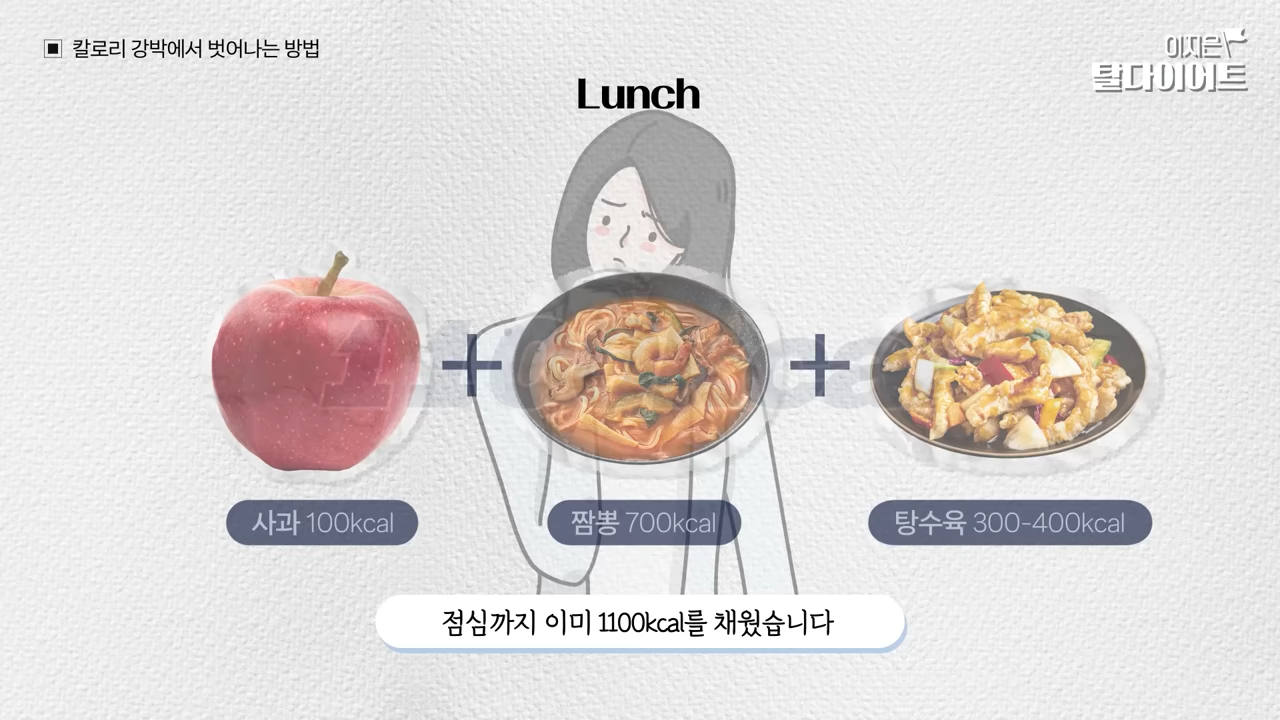 칼로리 강박에서 벗어나는 방법
이지은
탈다이어트
Lunch
사과 100kcal
짬뽕 700kcal
탕수육 300-400kcal
점심까지 이미 1100kcal를 채웠습니다